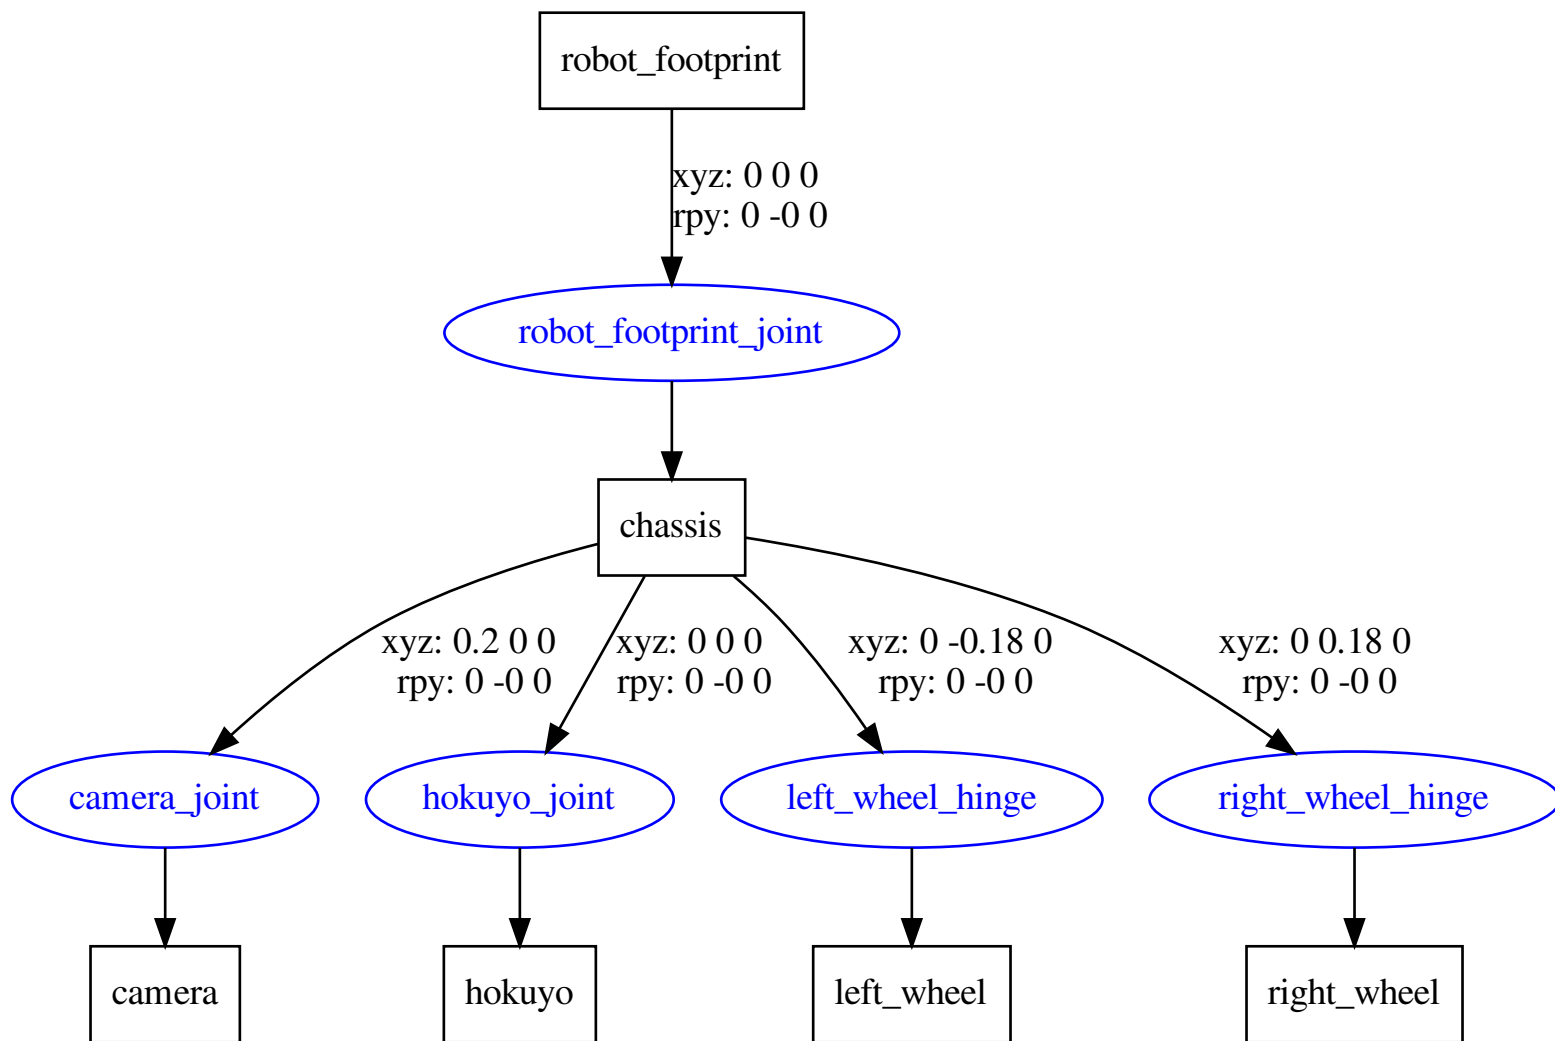 robot_footprint
xyz: 0 0 0
rpy: 0 -0 0
robot_footprint_joint
chassis
xyz: 0.2 0 0
rpy: 0 -0 0
xyz: 0 0 0
rpy: 0 -0 0
xyz: 0 -0.18 0
rpy: 0 -0 0
xyz: 0 0.18 0
rpy: 0 -0 0
camera_joint
hokuyo_joint
left_wheel_hinge
right_wheel_hinge
camera
hokuyo
left_wheel
right_wheel